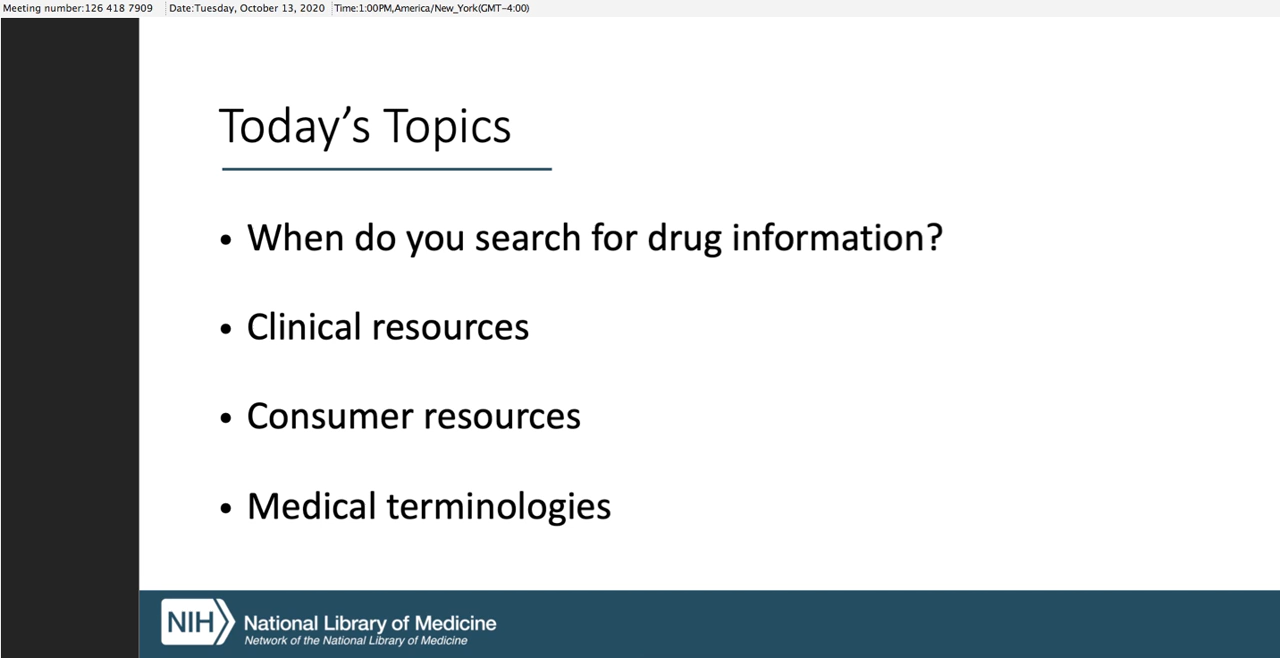 Meeting number:126 418 7909 Date:Tuesday, October 13, 2020 Time:1:00PM,America/New_York(GMT-4:00)
Today's Topics
• When do you search for drug information?
• Clinical resources
• Consumer resources
• Medical terminologies
NIH National Library of Medicine
Network of the National Library of Medicine